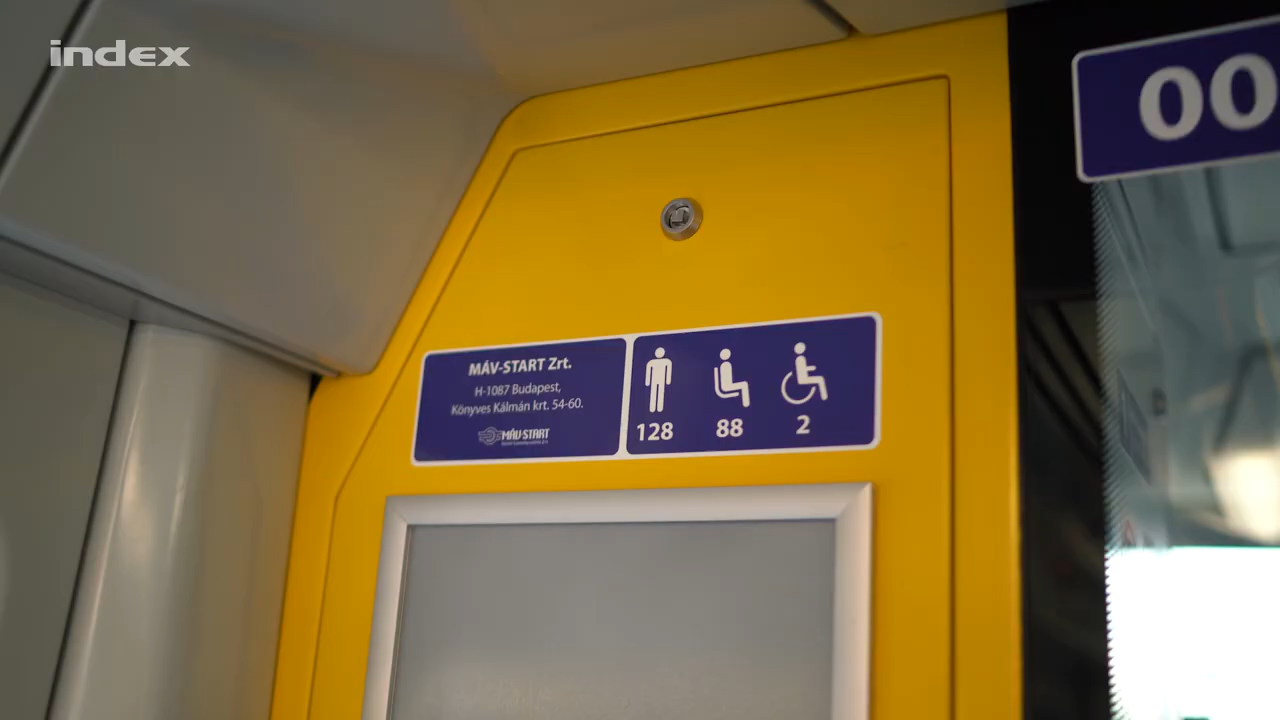 index
00
MÁV-START Zrt.
H-1087 Budapest,
Könyves Kálmán krt. 54-60.
MÁV-START
128
88
2